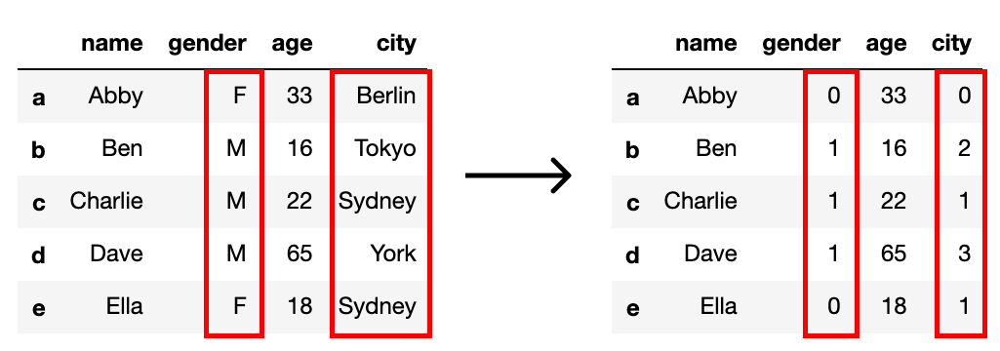 name gender age city
a Abby F 33 Berlin
b Ben M 16 Tokyo
c Charlie M 22 Sydney
d Dave M 65 York
e Ella F 18 Sydney
name gender age city
a Abby 0 33 0
b Ben 1 16 2
c Charlie 1 22 1
d Dave 1 65 3
e Ella 0 18 1